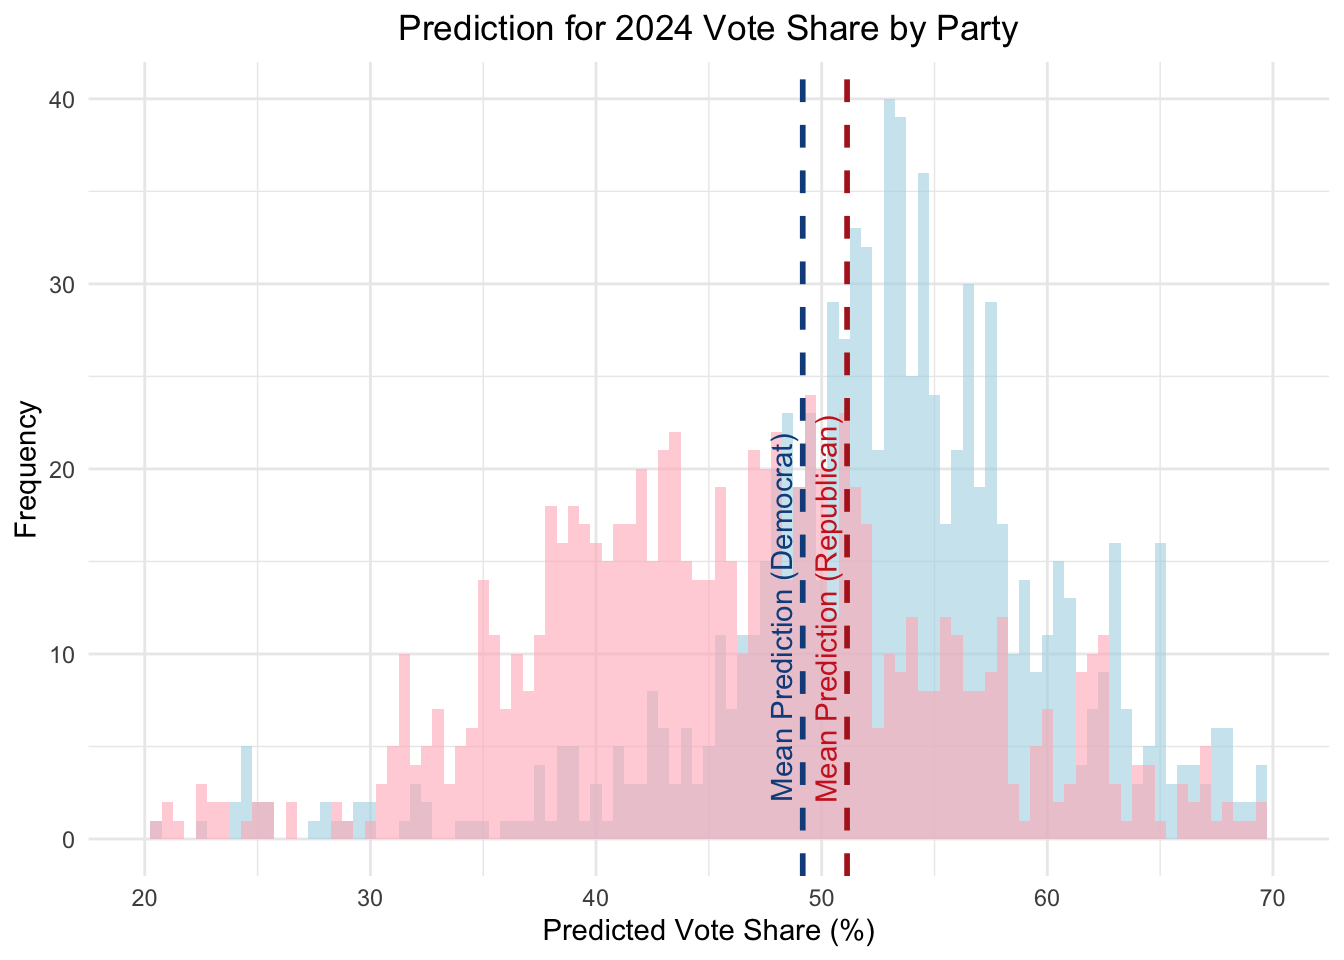 Prediction for 2024 Vote Share by Party
Frequency
40
30
20
10
0
Mean Prediction (Democrat)
Mean Prediction (Republican)
20
30
40
50
60
70
Predicted Vote Share (%)